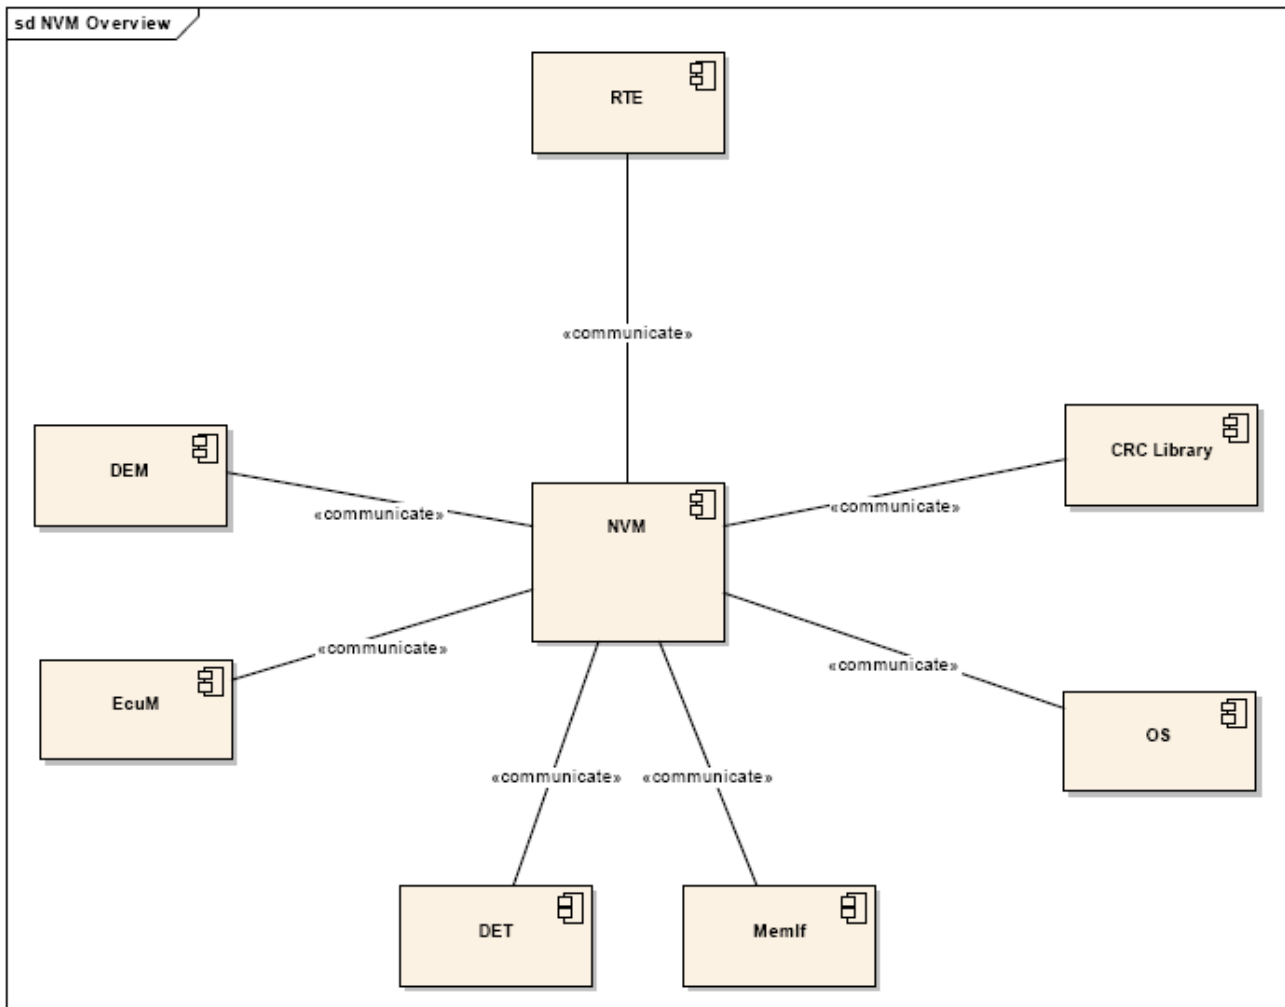 sd NVM Overview
RTE
«communicate»
CRC Library
DEM
«communicate»
«communicate»
NVM
«communicate»
«communicate»
EcuM
OS
«communicate»
«communicate»
DET
MemIf